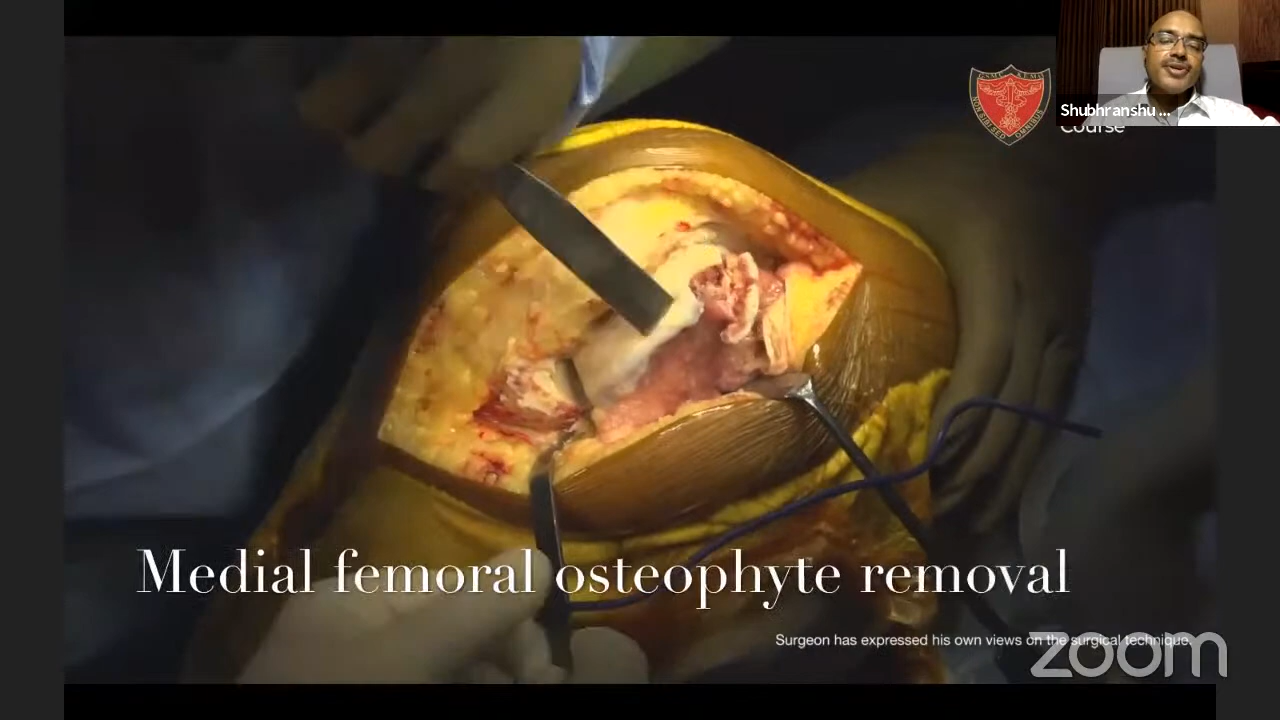 Shubhranshu ...
Course
Medial femoral osteophyte removal
Surgeon has expressed his own views on the surgical technique.
zoom